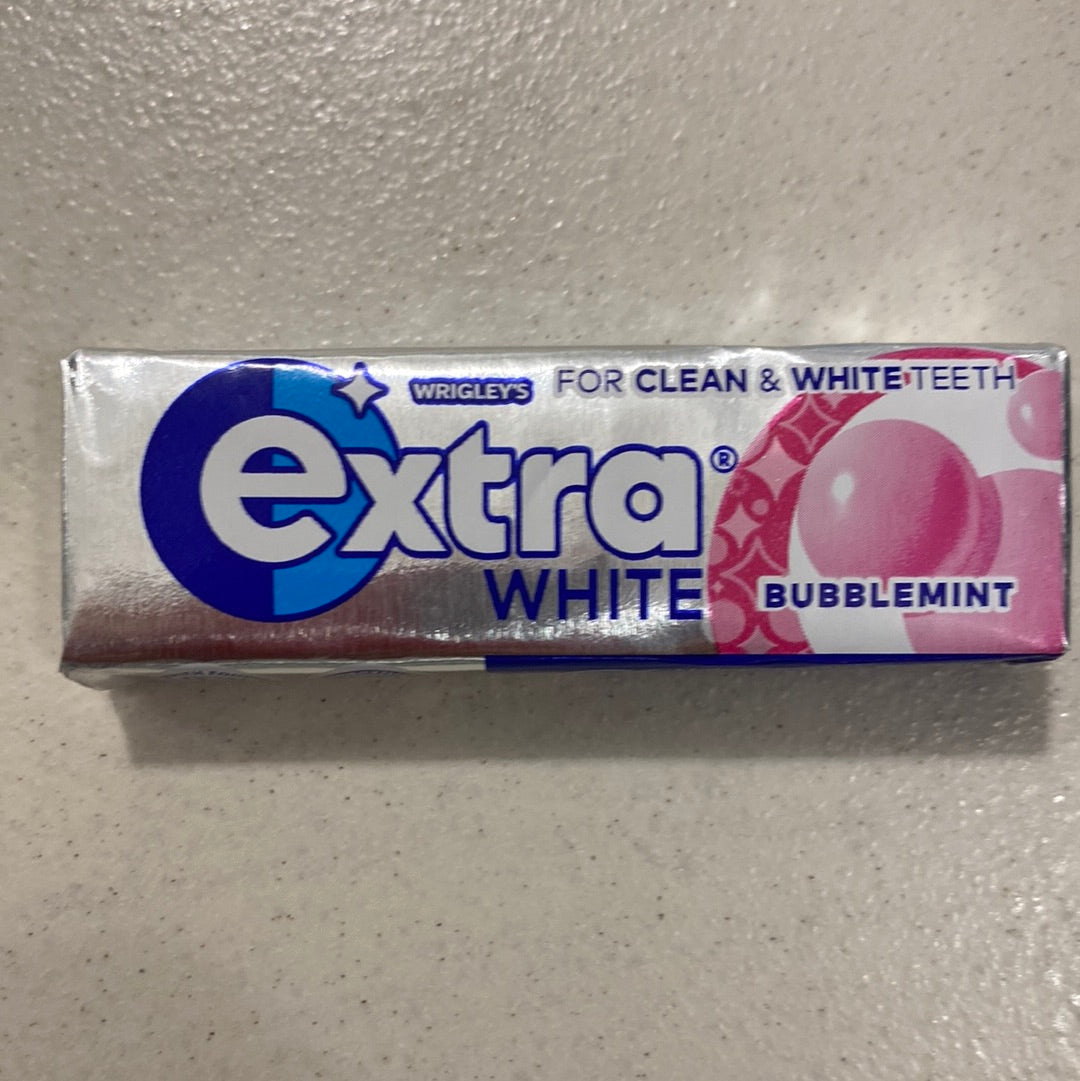 WRIGLEY'S
FOR CLEAN & WHITE TEETH
extra®
WHITE
BUBBLEMINT